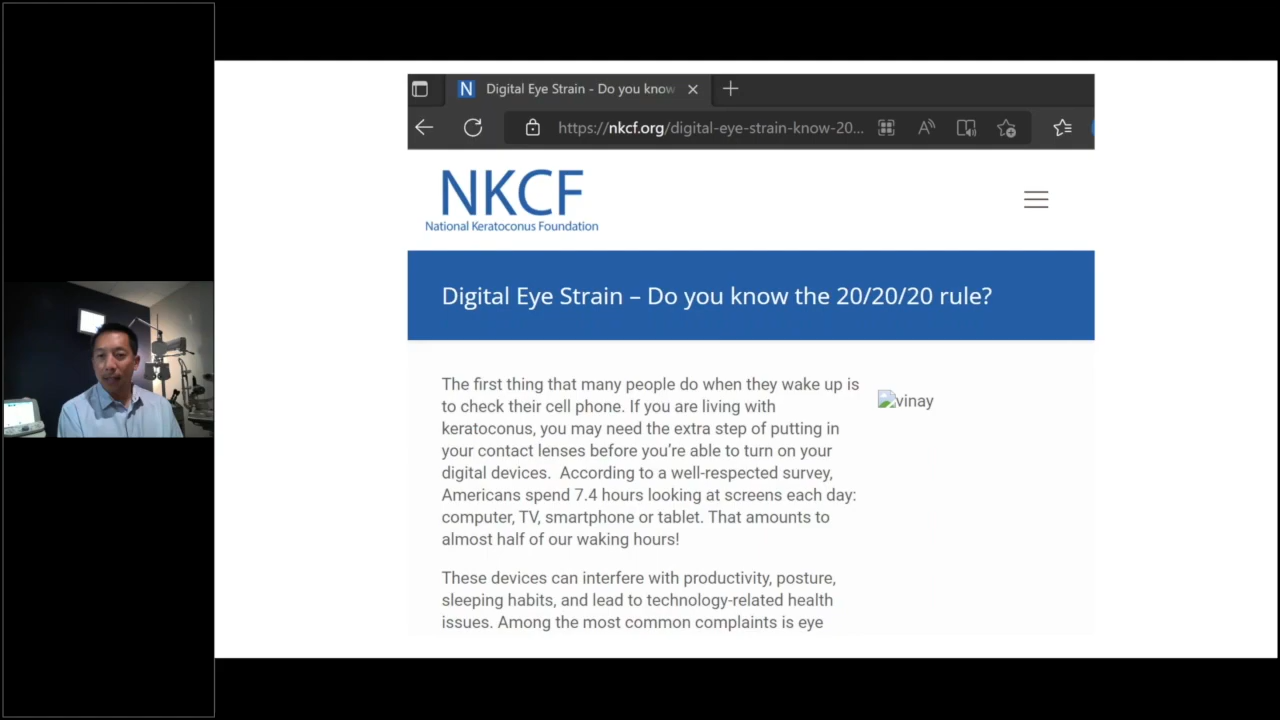 Digital Eye Strain - Do you know
https://nkcf.org/digital-eye-strain-know-20...
NKCF
National Keratoconus Foundation
Digital Eye Strain – Do you know the 20/20/20 rule?
The first thing that many people do when they wake up is
to check their cell phone. If you are living with
keratoconus, you may need the extra step of putting in
your contact lenses before you’re able to turn on your
digital devices.  According to a well-respected survey,
Americans spend 7.4 hours looking at screens each day:
computer, TV, smartphone or tablet. That amounts to
almost half of our waking hours!
vinay
These devices can interfere with productivity, posture,
sleeping habits, and lead to technology-related health
issues. Among the most common complaints is eye